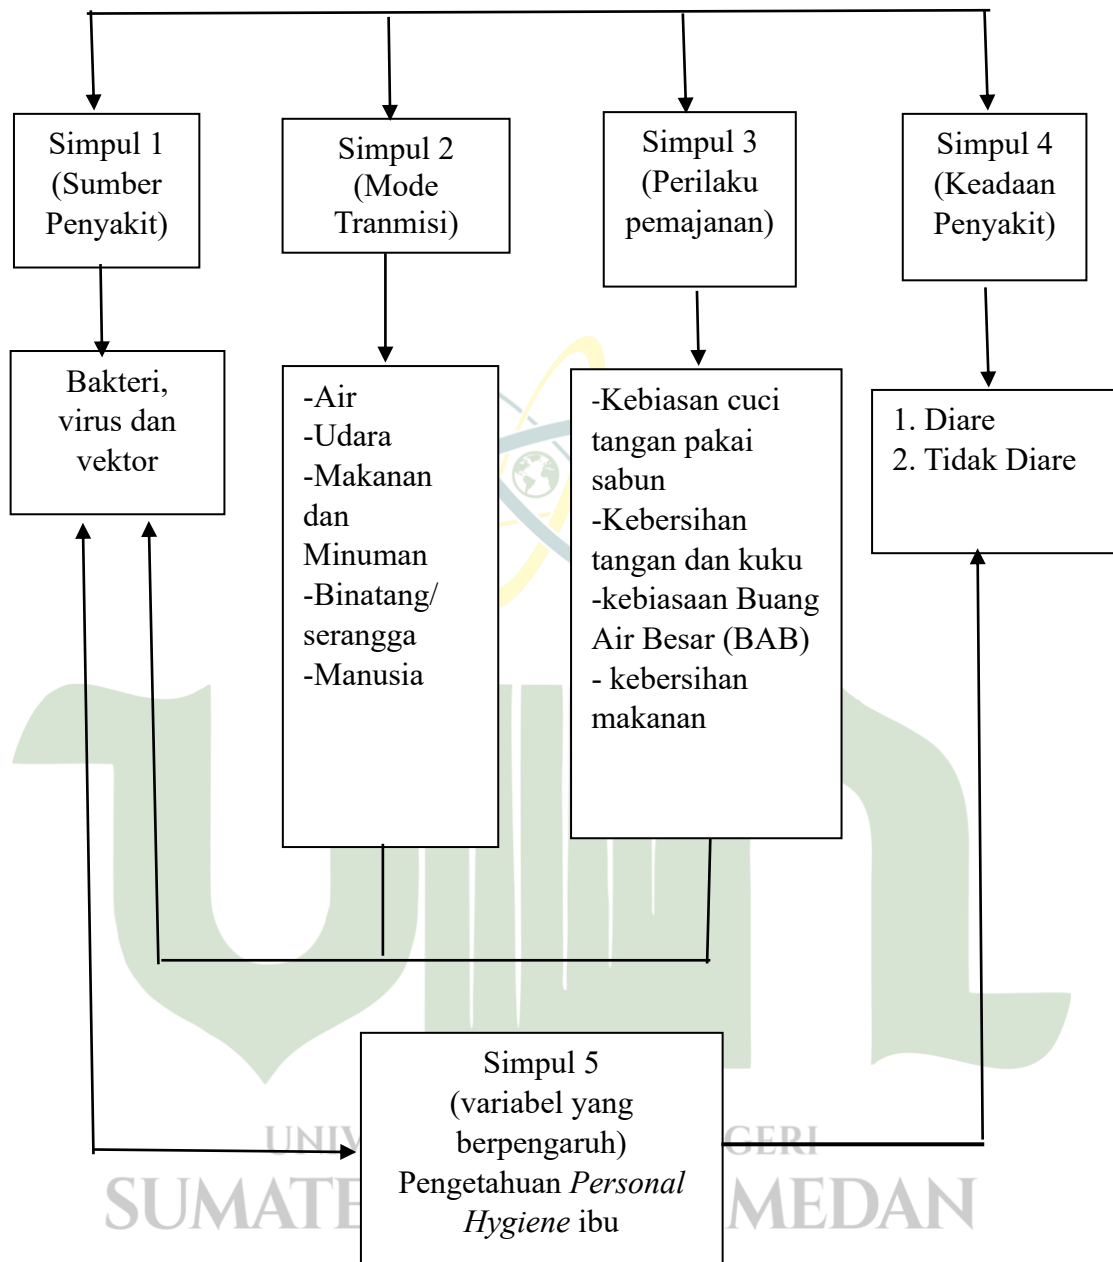 Simpul 1
(Sumber
Penyakit)
Simpul 2
(Mode
Tranmisi)
Simpul 3
(Perilaku
pemajanan)
Simpul 4
(Keadaan
Penyakit)
Bakteri,
virus dan
vektor
-Air
-Udara
-Makanan
dan
Minuman
-Binatang/
serangga
-Manusia
-Kebiasan cuci
tangan pakai
sabun
-Kebersihan
tangan dan kuku
-kebiasaan Buang
Air Besar (BAB)
- kebersihan
makanan
1. Diare
2. Tidak Diare
Simpul 5
(variabel yang
berpengaruh)
Pengetahuan Personal
Hygiene ibu
MEDAN